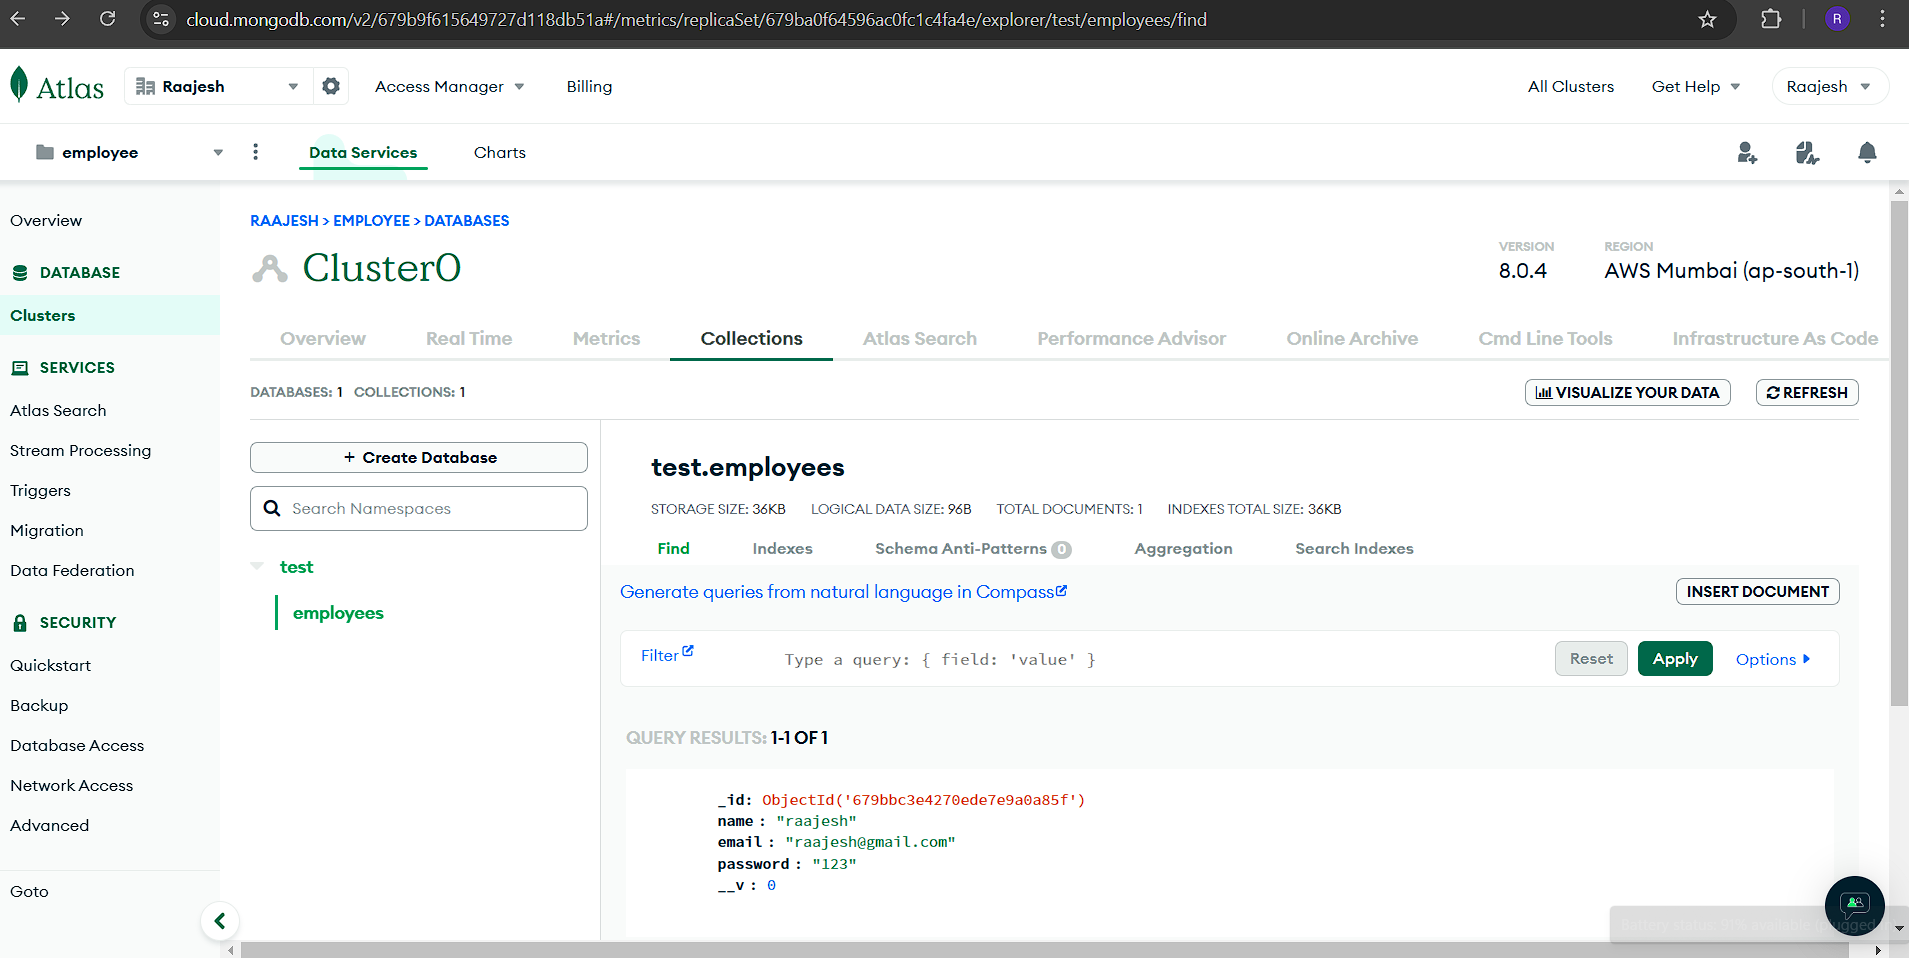 cloud.mongodb.com/v2/679b9f615649727d118db51a#/metrics/replicaSet/679ba0f64596ac0fc1c4fa4e/explorer/test/employees/find
R
Atlas
Raajesh
Access Manager
Billing
All Clusters
Get Help
Raajesh
employee
Data Services
Charts
Overview
DATABASE
Clusters
SERVICES
Atlas Search
Stream Processing
Triggers
Migration
Data Federation
SECURITY
Quickstart
Backup
Database Access
Network Access
Advanced
Goto
RAAJESH > EMPLOYEE > DATABASES
Cluster0
VERSION
8.0.4
REGION
AWS Mumbai (ap-south-1)
Overview
Real Time
Metrics
Collections
Atlas Search
Performance Advisor
Online Archive
Cmd Line Tools
Infrastructure As Code
DATABASES: 1 COLLECTIONS: 1
VISUALIZE YOUR DATA
REFRESH
+ Create Database
Search Namespaces
test
employees
test.employees
STORAGE SIZE: 36KB LOGICAL DATA SIZE: 96B TOTAL DOCUMENTS: 1 INDEXES TOTAL SIZE: 36KB
Find
Indexes
Schema Anti-Patterns 0
Aggregation
Search Indexes
Generate queries from natural language in Compass
INSERT DOCUMENT
Filter
Type a query: { field: 'value' }
Reset
Apply
Options
QUERY RESULTS: 1-1 OF 1
_id: ObjectId('679bbc3e4270ede7e9a0a85f')
name : "raajesh"
email : "raajesh@gmail.com"
password : "123"
__v : 0